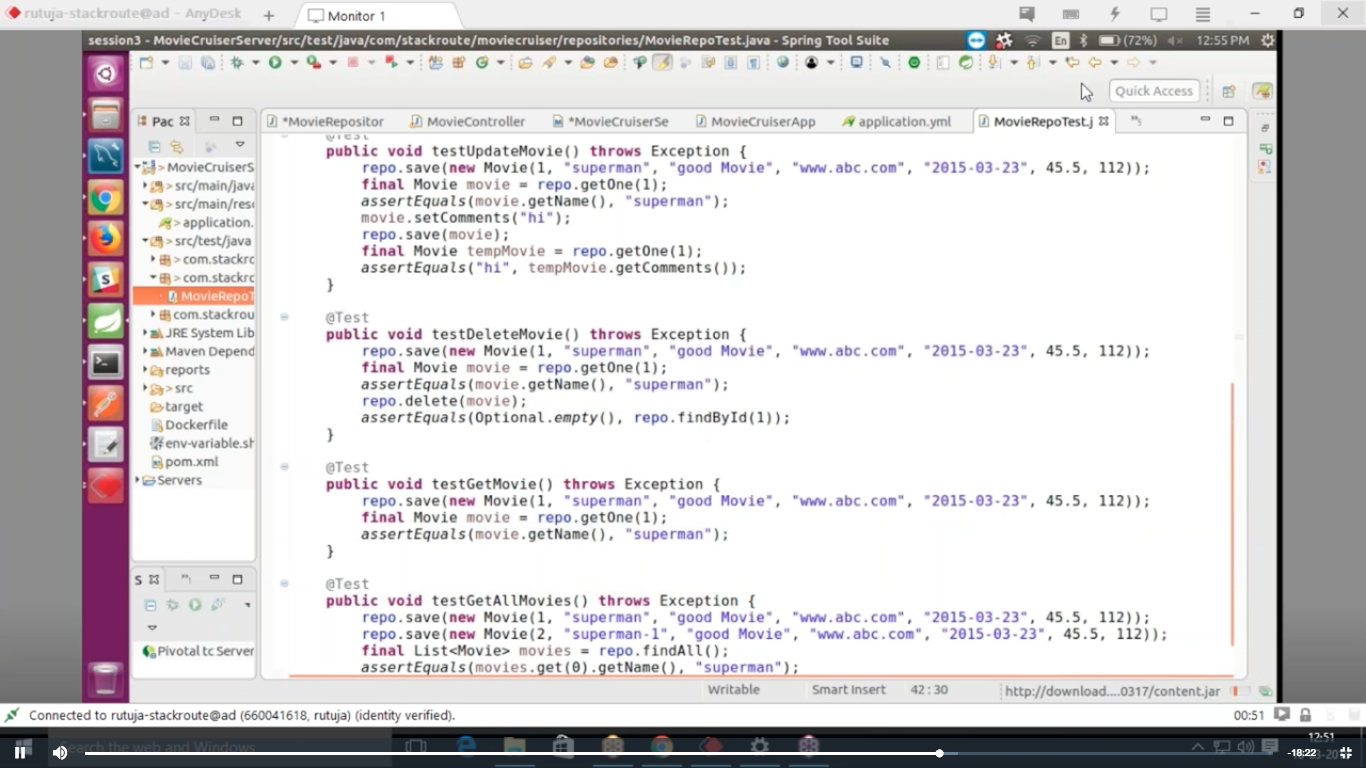 rutuja-stackroute@ad - AnyDesk
Monitor 1
session3 - MovieCruiserServer/src/test/java/com/stackroute/moviecruiser/repositories/MovieRepoTest.java - Spring Tool Suite
En
(72%)
12:55 PM
Quick Access
Pac
*MovieRepositor
MovieController
*MovieCruiserSe
MovieCruiserApp
application.yml
MovieRepoTest.j
> MovieCruiserS
> src/main/java
> src/main/reso
> application.
> src/test/java
> com.stackro
> com.stackro
MovieRepoT
com.stackrou
JRE System Lib
Maven Depend
reports
> src
target
Dockerfile
env-variable.sh
pom.xml
Servers
@Test
public void testUpdateMovie() throws Exception {
repo.save(new Movie(1, "superman", "good Movie", "www.abc.com", "2015-03-23", 45.5, 112));
final Movie movie = repo.getOne(1);
assertEquals(movie.getName(), "superman");
movie.setComments("hi");
repo.save(movie);
final Movie tempMovie = repo.getOne(1);
assertEquals("hi", tempMovie.getComments());
}
@Test
public void testDeleteMovie() throws Exception {
repo.save(new Movie(1, "superman", "good Movie", "www.abc.com", "2015-03-23", 45.5, 112));
final Movie movie = repo.getOne(1);
assertEquals(movie.getName(), "superman");
repo.delete(movie);
assertEquals(Optional.empty(), repo.findById(1));
}
@Test
public void testGetMovie() throws Exception {
repo.save(new Movie(1, "superman", "good Movie", "www.abc.com", "2015-03-23", 45.5, 112));
final Movie movie = repo.getOne(1);
assertEquals(movie.getName(), "superman");
}
@Test
public void testGetAllMovies() throws Exception {
repo.save(new Movie(1, "superman", "good Movie", "www.abc.com", "2015-03-23", 45.5, 112));
repo.save(new Movie(2, "superman-1", "good Movie", "www.abc.com", "2015-03-23", 45.5, 112));
final List<Movie> movies = repo.findAll();
assertEquals(movies.get(0).getName(), "superman");
S
Pivotal tc Server
Writable
Smart Insert
42 : 30
http://download....0317/content.jar
Connected to rutuja-stackroute@ad (660041618, rutuja) (identity verified).
00:51
Search the web and Windows
12:51
-18:22